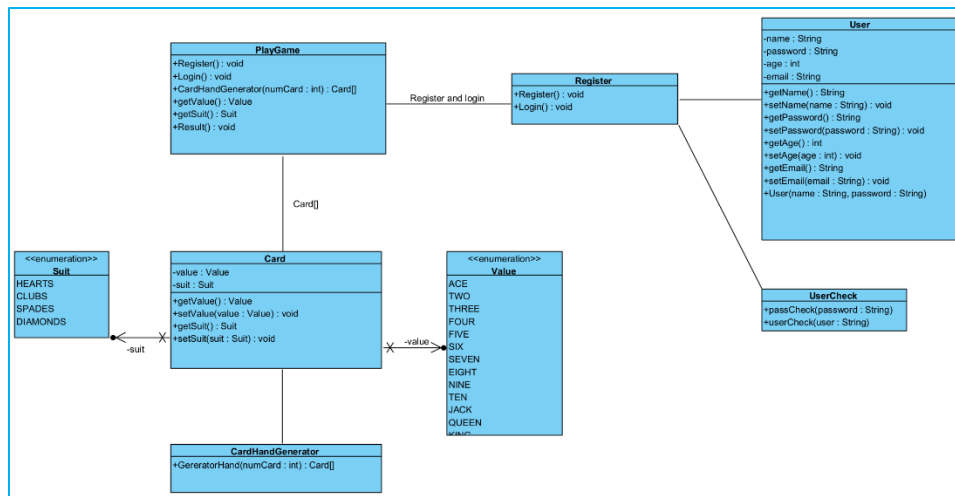 PlayGame
+Register() : void
+Login() : void
+CardHandGenerator(numCard : int) : Card[]
+getValue() : Value
+getSuit() : Suit
+Result() : void
Register and login
Register
+Register() : void
+Login() : void
User
-name : String
-password : String
-age : int
-email : String
+getName() : String
+setName(name : String) : void
+getPassword() : String
+setPassword(password : String) : void
+getAge() : int
+setAge(age : int) : void
+getEmail() : String
+setEmail(email : String) : void
+User(name : String, password : String)
Card[]
<<enumeration>>
Suit
HEARTS
CLUBS
SPADES
DIAMONDS
-suit
Card
-value : Value
-suit : Suit
+getValue() : Value
+setValue(value : Value) : void
+getSuit() : Suit
+setSuit(suit : Suit) : void
-value
<<enumeration>>
Value
ACE
TWO
THREE
FOUR
FIVE
SIX
SEVEN
EIGHT
NINE
TEN
JACK
QUEEN
KING
UserCheck
+passCheck(password : String)
+userCheck(user : String)
CardHandGenerator
+GereratorHand(numCard : int) : Card[]